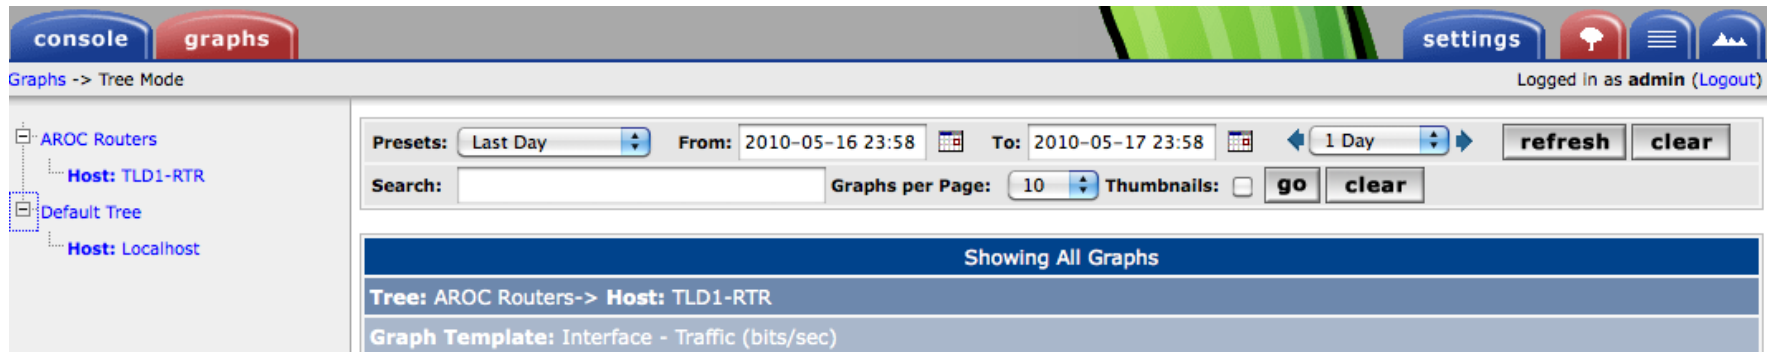 console graphs settings
Graphs -> Tree Mode Logged in as admin (Logout)
AROC Routers
Host: TLD1-RTR
Default Tree
Host: Localhost
Presets: Last Day From: 2010-05-16 23:58 To: 2010-05-17 23:58 1 Day refresh clear
Search: Graphs per Page: 10 Thumbnails: go clear
Showing All Graphs
Tree: AROC Routers-> Host: TLD1-RTR
Graph Template: Interface - Traffic (bits/sec)